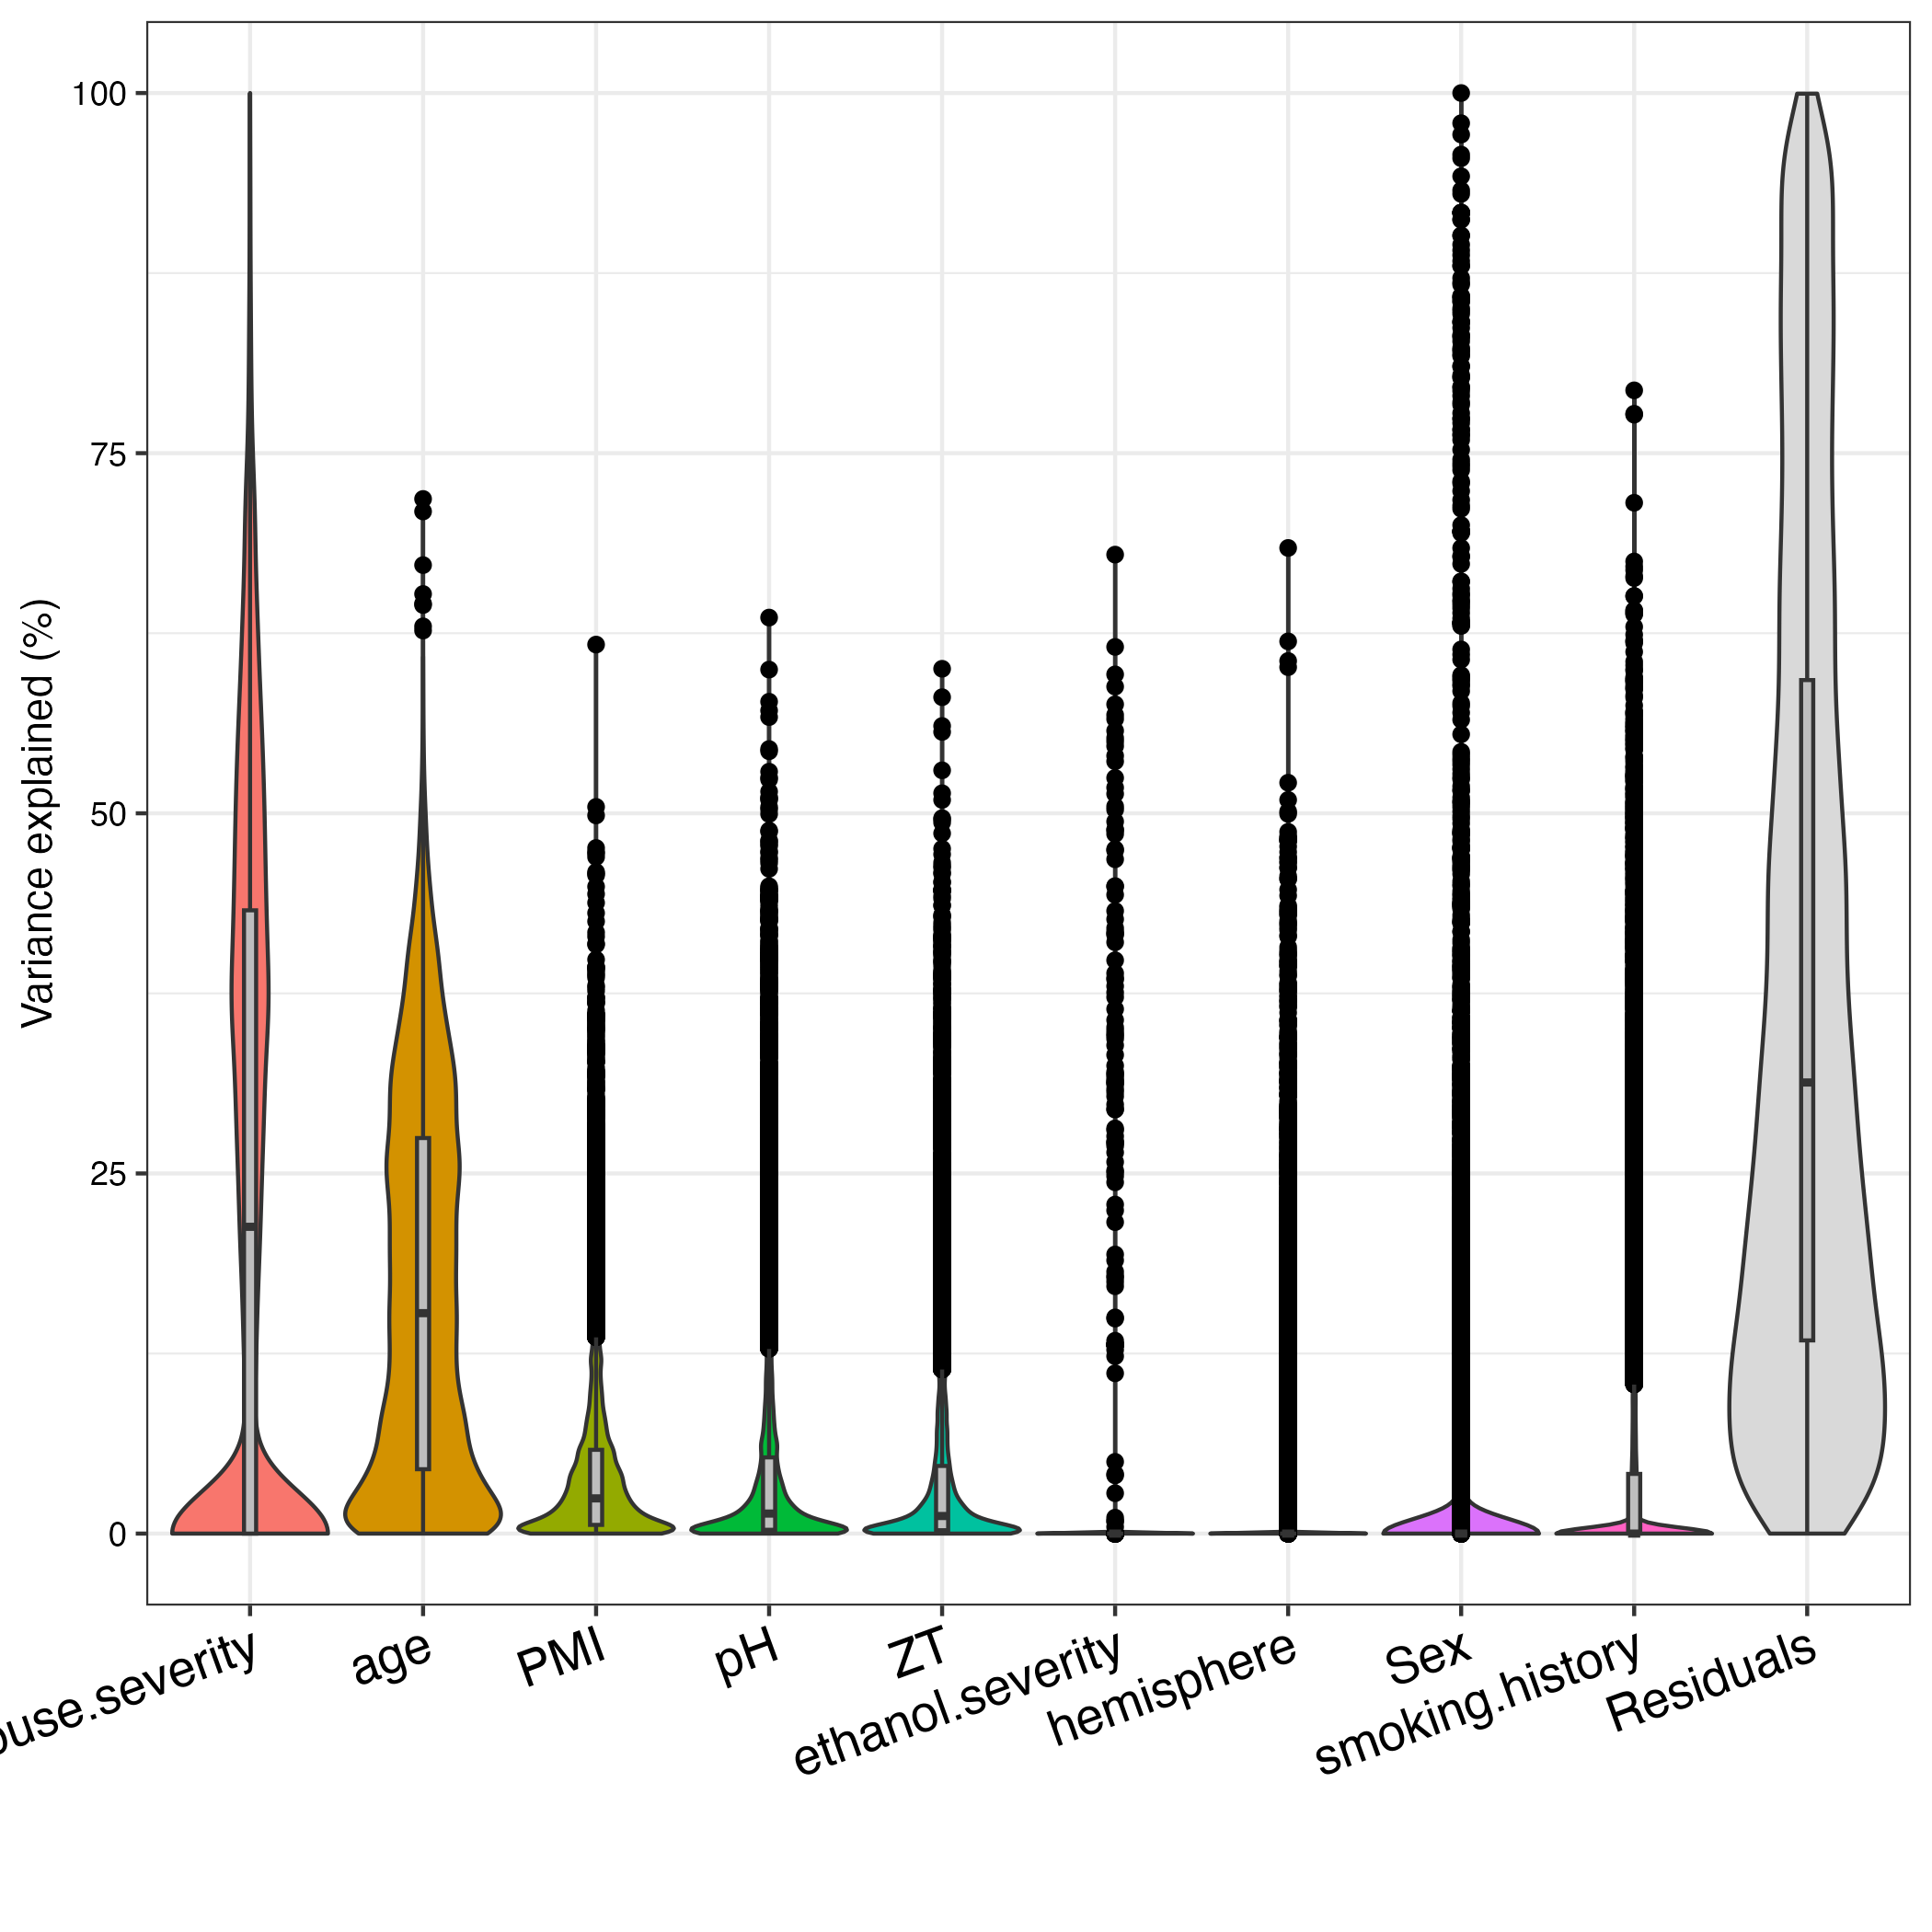 Variance explained (%)
100
75
50
25
0
ouse.severity
age
PMI
pH
ZT
ethanol.severity
hemisphere
Sex
smoking.history
Residuals